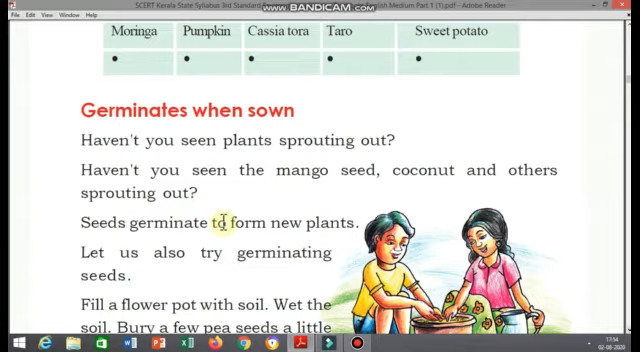 SCERT Kerala State Syllabus 3rd Standard
www.BANDICAM.com
glish Medium Part 1 (1).pdf - Adobe Reader
File Edit View Window Help
Moringa Pumpkin Cassia tora Taro Sweet potato
• • • • •
Germinates when sown
Haven't you seen plants sprouting out?
Haven't you seen the mango seed, coconut and others
sprouting out?
Seeds germinate to form new plants.
Let us also try germinating
seeds.
Fill a flower pot with soil. Wet the
soil. Bury a few pea seeds a little
17:54
02-08-2020